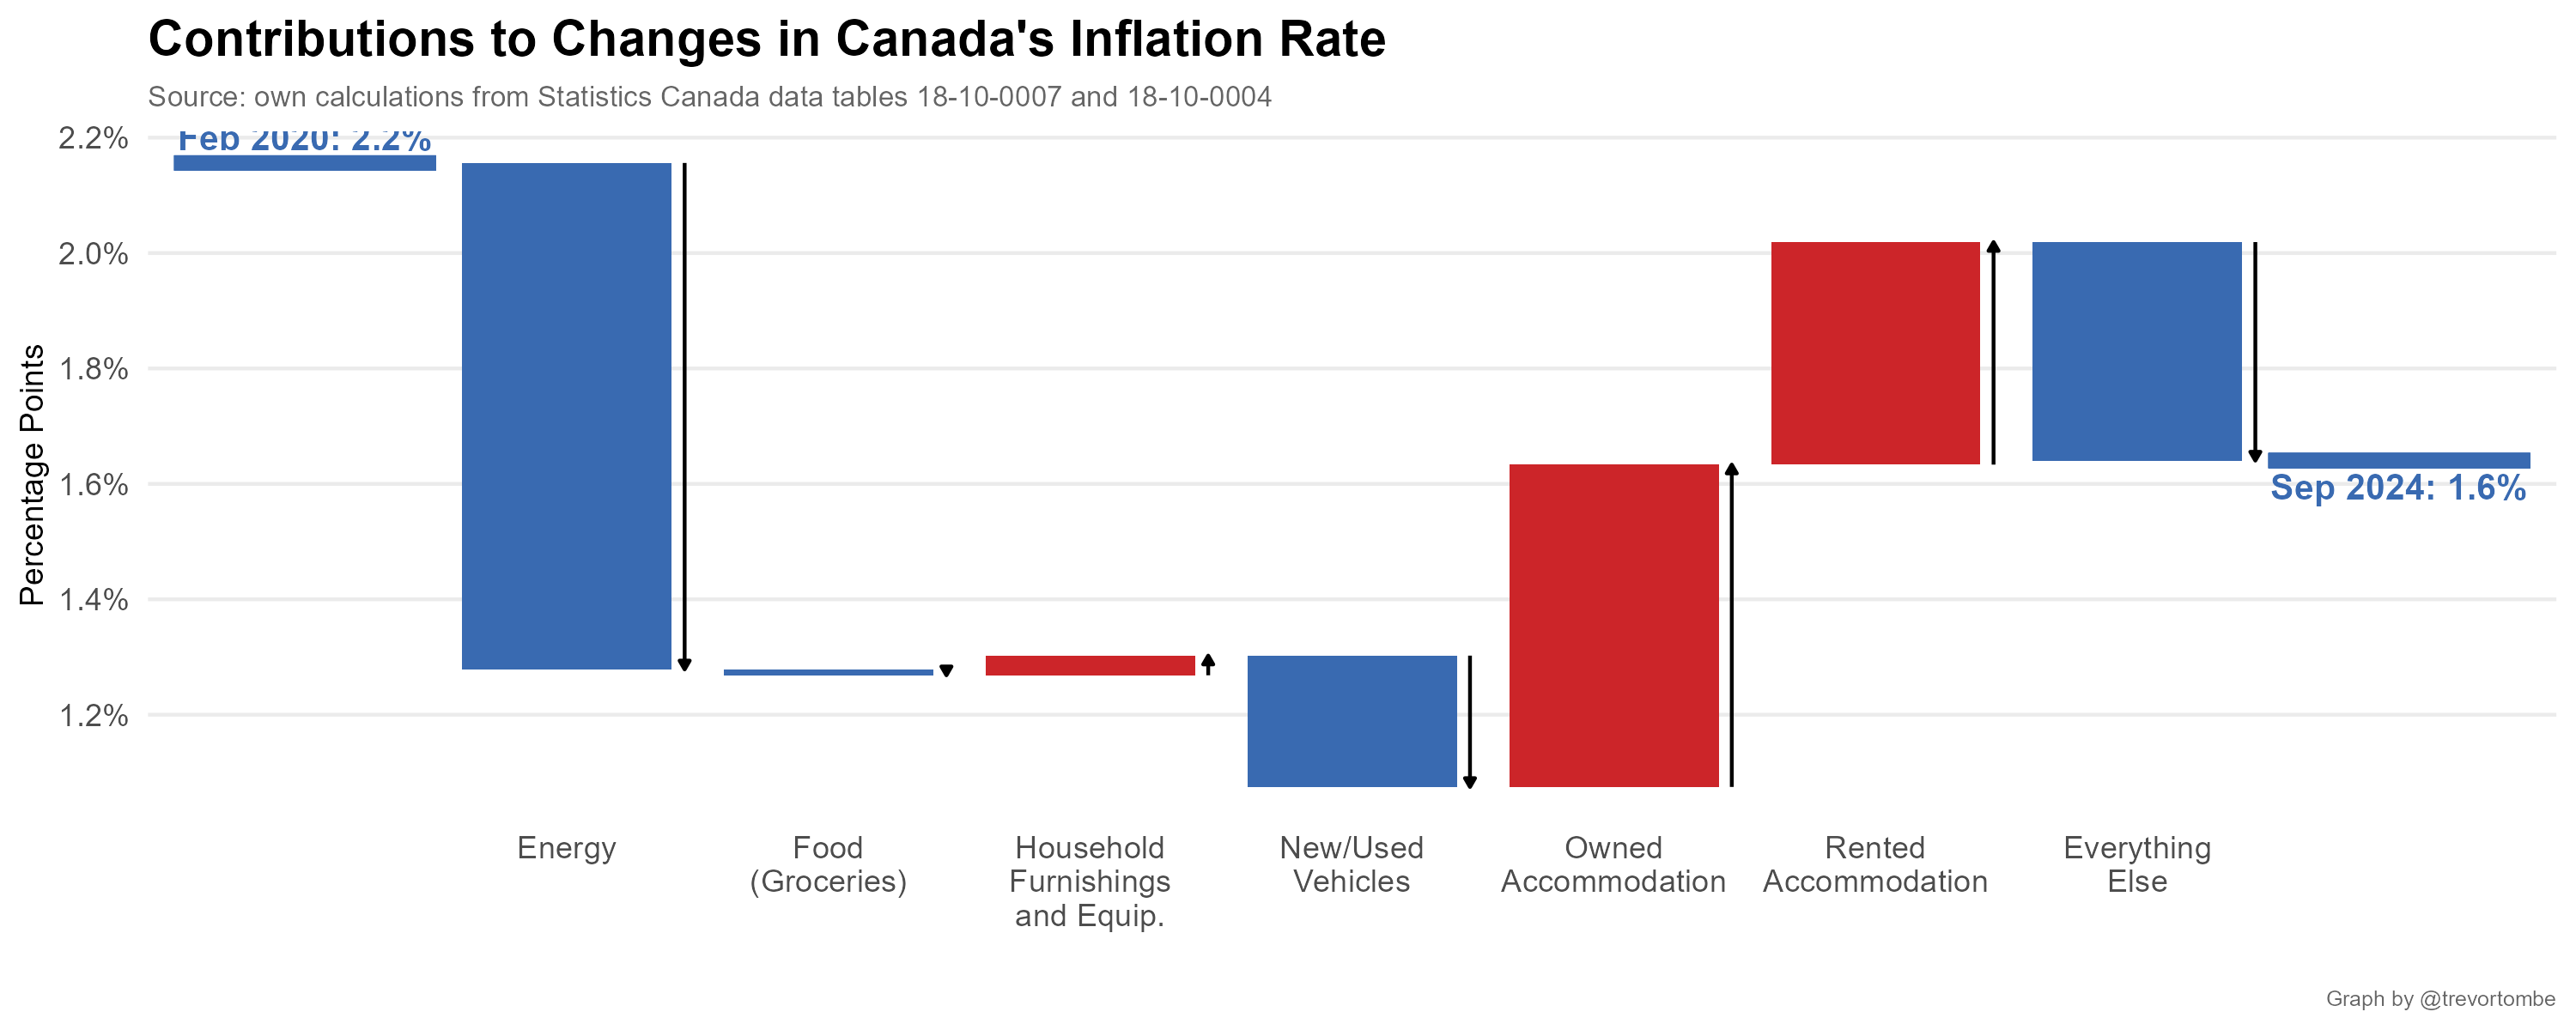 Contributions to Changes in Canada's Inflation Rate
Source: own calculations from Statistics Canada data tables 18-10-0007 and 18-10-0004
Percentage Points
2.2%
2.0%
1.8%
1.6%
1.4%
1.2%
Feb 2020: 2.2%
Sep 2024: 1.6%
Energy
Food
(Groceries)
Household
Furnishings
and Equip.
New/Used
Vehicles
Owned
Accommodation
Rented
Accommodation
Everything
Else
Graph by @trevortombe